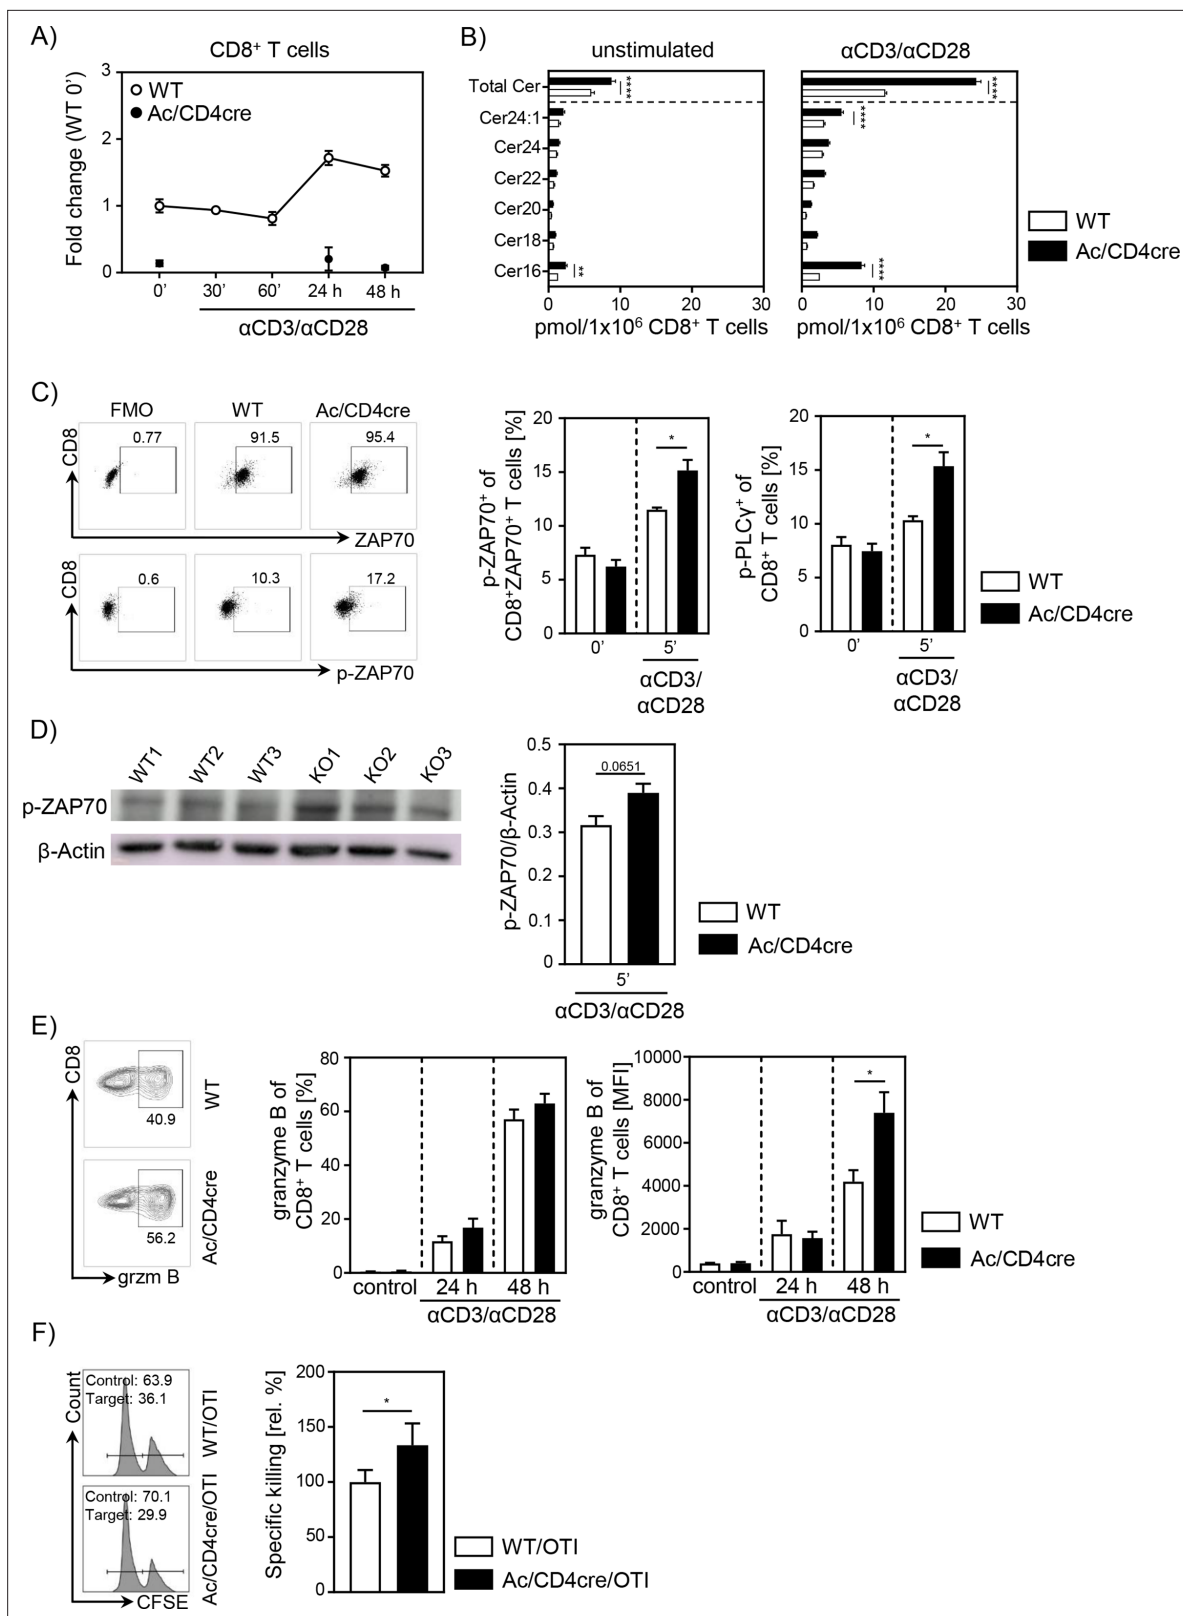 A)
CD8⁺ T cells
Fold change (WT 0')
3
2
1
0
WT
Ac/CD4cre
0' 30' 60' 24 h 48 h
αCD3/αCD28
B)
unstimulated
αCD3/αCD28
Total Cer
Cer24:1
Cer24
Cer22
Cer20
Cer18
Cer16
****
**
****
****
****
0 10 20 30
0 10 20 30
pmol/1x10⁶ CD8⁺ T cells
pmol/1x10⁶ CD8⁺ T cells
WT
Ac/CD4cre
C)
FMO WT Ac/CD4cre
CD8
0.77 91.5 95.4
ZAP70
CD8
0.6 10.3 17.2
p-ZAP70
p-ZAP70⁺ of
CD8⁺ZAP70⁺ T cells [%]
20
15
10
5
0
*
0' 5'
αCD3/
αCD28
p-PLCγ⁺ of
CD8⁺ T cells [%]
20
15
10
5
0
*
0' 5'
αCD3/
αCD28
WT
Ac/CD4cre
D)
WT1 WT2 WT3 KO1 KO2 KO3
p-ZAP70
β-Actin
p-ZAP70/β-Actin
0.5
0.4
0.3
0.2
0.1
0
0.0651
5'
αCD3/αCD28
WT
Ac/CD4cre
E)
CD8
40.9
WT
56.2
Ac/CD4cre
grzm B
granzyme B of
CD8⁺ T cells [%]
80
60
40
20
0
control 24 h 48 h
αCD3/αCD28
granzyme B of
CD8⁺ T cells [MFI]
10000
8000
6000
4000
2000
0
*
control 24 h 48 h
αCD3/αCD28
WT
Ac/CD4cre
F)
Count
Control: 63.9
Target: 36.1
WT/OTI
Control: 70.1
Target: 29.9
Ac/CD4cre/OTI
CFSE
Specific killing [rel. %]
200
150
100
50
0
*
WT/OTI
Ac/CD4cre/OTI